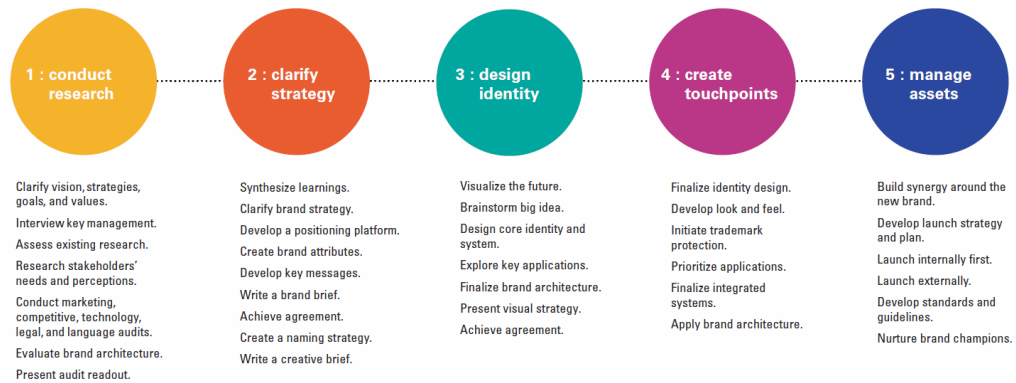 1 : conduct
research
2 : clarify
strategy
3 : design
identity
4 : create
touchpoints
5 : manage
assets
Clarify vision, strategies,
goals, and values.
Interview key management.
Assess existing research.
Research stakeholders’
needs and perceptions.
Conduct marketing,
competitive, technology,
legal, and language audits.
Evaluate brand architecture.
Present audit readout.
Synthesize learnings.
Clarify brand strategy.
Develop a positioning platform.
Create brand attributes.
Develop key messages.
Write a brand brief.
Achieve agreement.
Create a naming strategy.
Write a creative brief.
Visualize the future.
Brainstorm big idea.
Design core identity and
system.
Explore key applications.
Finalize brand architecture.
Present visual strategy.
Achieve agreement.
Finalize identity design.
Develop look and feel.
Initiate trademark
protection.
Prioritize applications.
Finalize integrated
systems.
Apply brand architecture.
Build synergy around the
new brand.
Develop launch strategy
and plan.
Launch internally first.
Launch externally.
Develop standards and
guidelines.
Nurture brand champions.